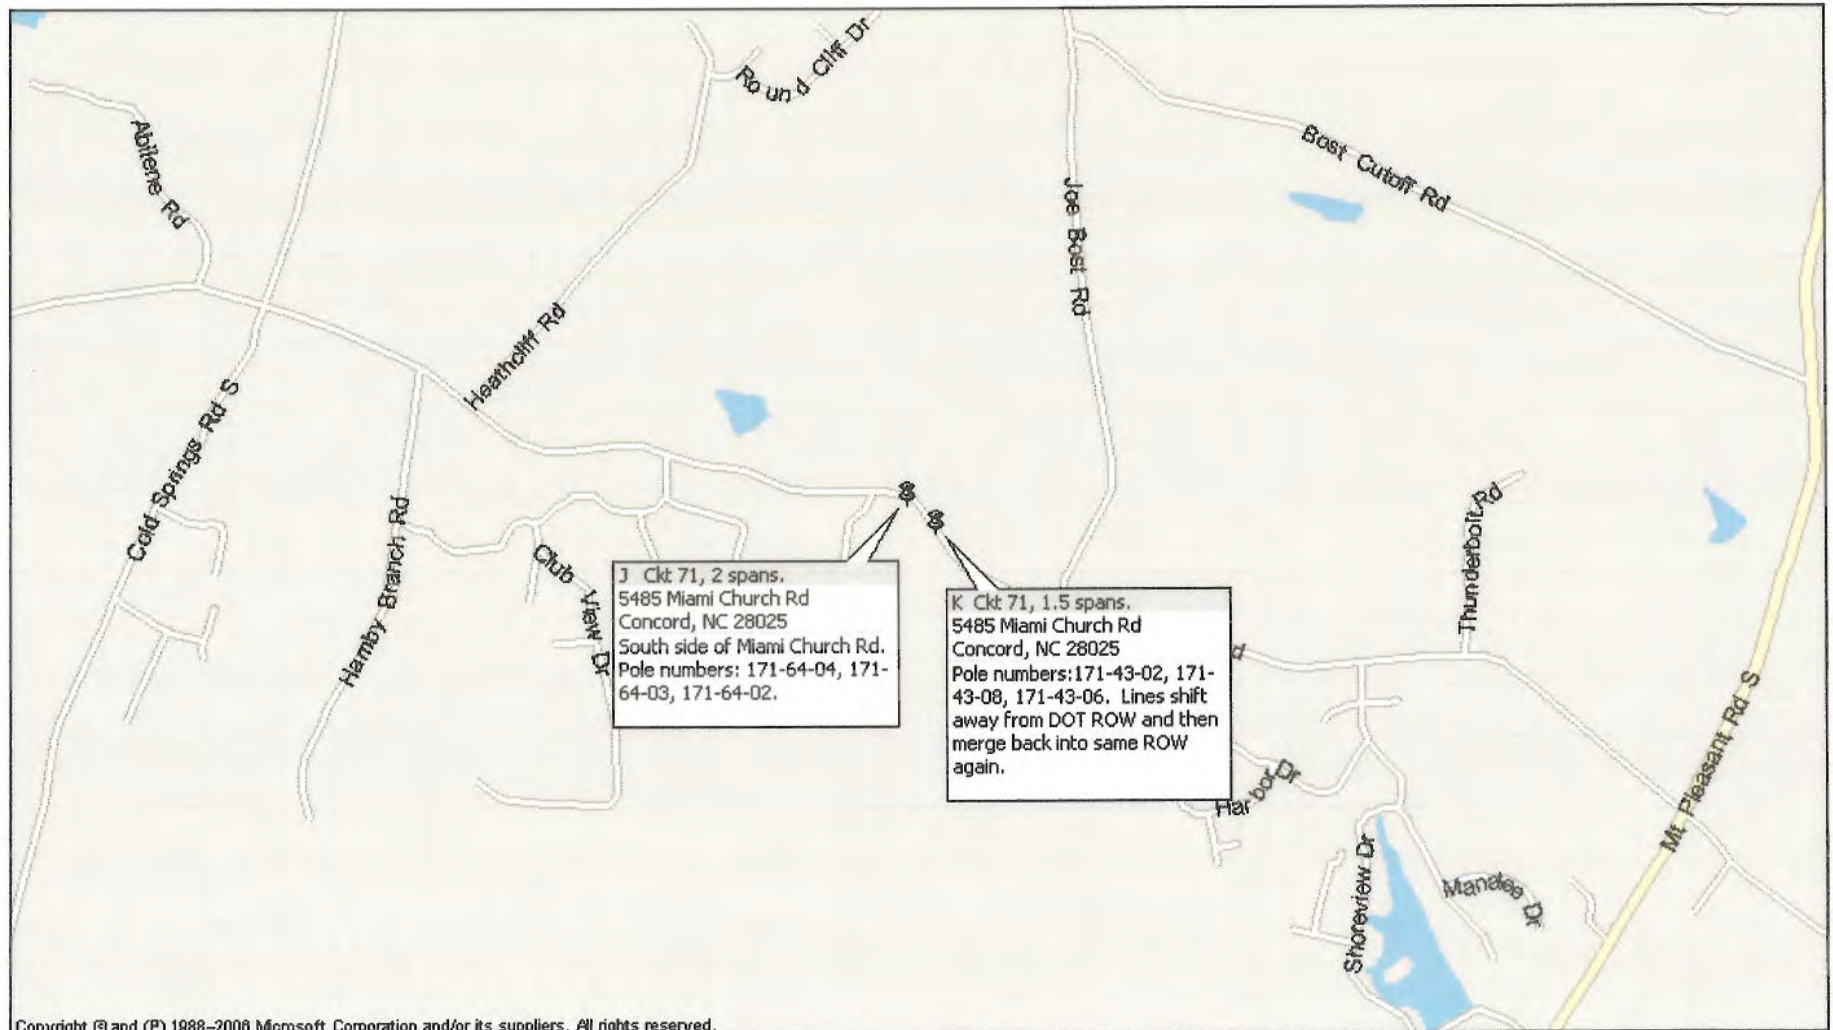 Round Cliff Dr
Abilene Rd
Bost Cutoff Rd
Joe Bost Rd
Heathcliff Rd
Cold Springs Rd S
Hamby Branch Rd
Club View Dr
Thunderbolt Rd
J Ckt 71, 2 spans.
5485 Miami Church Rd
Concord, NC 28025
South side of Miami Church Rd.
Pole numbers: 171-64-04, 171-
64-03, 171-64-02.
K Ckt 71, 1.5 spans.
5485 Miami Church Rd
Concord, NC 28025
Pole numbers:171-43-02, 171-
43-08, 171-43-06. Lines shift
away from DOT ROW and then
merge back into same ROW
again.
d
Harbor Dr
Mt Pleasant Rd S
Shoreview Dr
Manatee Dr
Copyright © and (P) 1988–2006 Microsoft Corporation and/or its suppliers. All rights reserved.